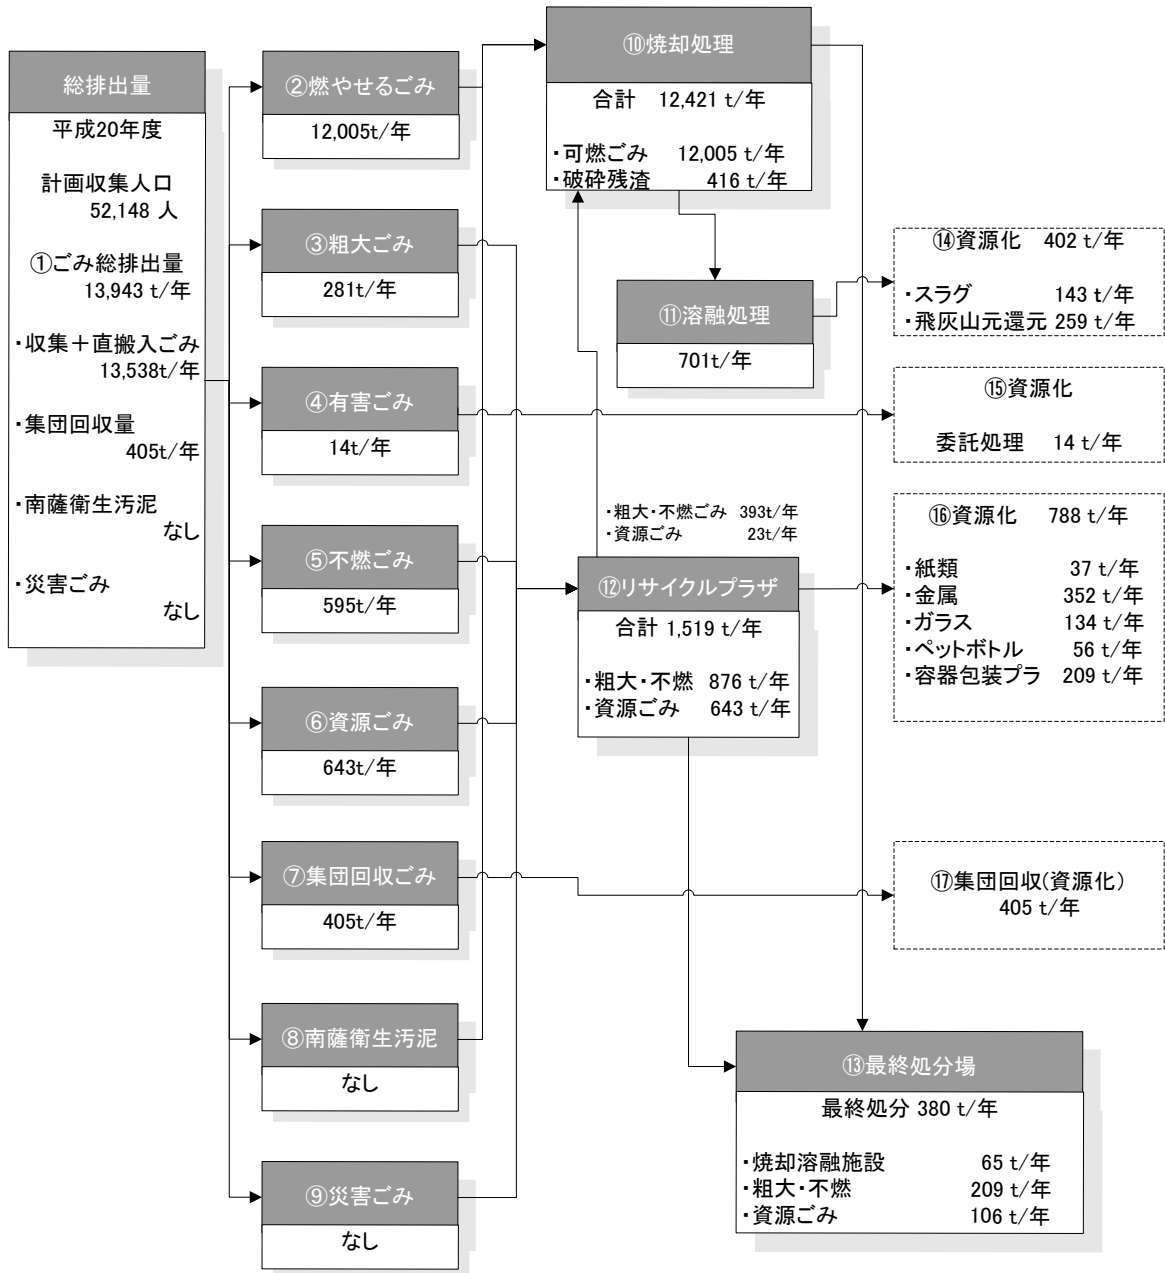 総排出量
平成20年度
計画収集人口
52,148 人
①ごみ総排出量
13,943 t/年
・収集＋直搬入ごみ
13,538t/年
・集団回収量
405t/年
・南薩衛生汚泥
なし
・災害ごみ
なし
②燃やせるごみ
12,005t/年
③粗大ごみ
281t/年
④有害ごみ
14t/年
⑤不燃ごみ
595t/年
⑥資源ごみ
643t/年
⑦集団回収ごみ
405t/年
⑧南薩衛生汚泥
なし
⑨災害ごみ
なし
⑩焼却処理
合計 12,421 t/年
・可燃ごみ 12,005 t/年
・破砕残渣 416 t/年
⑪溶融処理
701t/年
・粗大・不燃ごみ 393t/年
・資源ごみ 23t/年
⑫リサイクルプラザ
合計 1,519 t/年
・粗大・不燃 876 t/年
・資源ごみ 643 t/年
⑬最終処分場
最終処分 380 t/年
・焼却溶融施設 65 t/年
・粗大・不燃 209 t/年
・資源ごみ 106 t/年
⑭資源化 402 t/年
・スラグ 143 t/年
・飛灰山元還元 259 t/年
⑮資源化
委託処理 14 t/年
⑯資源化 788 t/年
・紙類 37 t/年
・金属 352 t/年
・ガラス 134 t/年
・ペットボトル 56 t/年
・容器包装プラ 209 t/年
⑰集団回収(資源化)
405 t/年